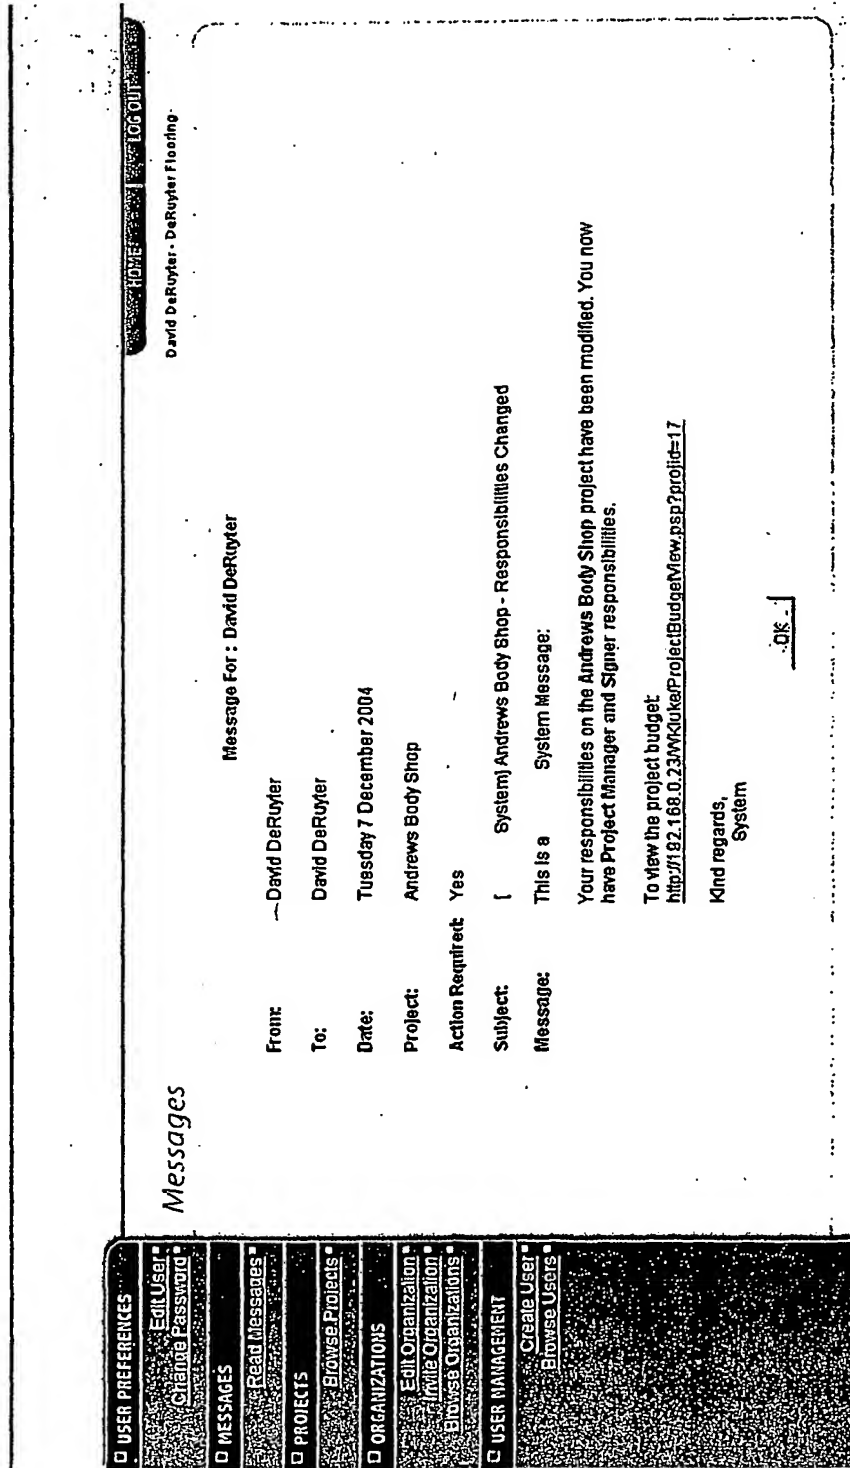 HOME | LOG OUT
David DeRuyter - DeRuyter Flooring
USER PREFERENCES
Edit User
Change Password
MESSAGES
Read Messages
PROJECTS
Browse Projects
ORGANIZATIONS
Edit Organization
Invite Organization
Browse Organizations
USER MANAGEMENT
Create User
Browse Users
Messages
Message For : David DeRuyter
From: David DeRuyter
To: David DeRuyter
Date: Tuesday 7 December 2004
Project: Andrews Body Shop
Action Required: Yes
Subject: [ System] Andrews Body Shop - Responsibilities Changed
Message: This is a System Message:
Your responsibilities on the Andrews Body Shop project have been modified. You now
have Project Manager and Signer responsibilities.
To view the project budget:
http://192.168.0.23/WKluke/ProjectBudgetView.psp?projid=17
Kind regards,
System
OK